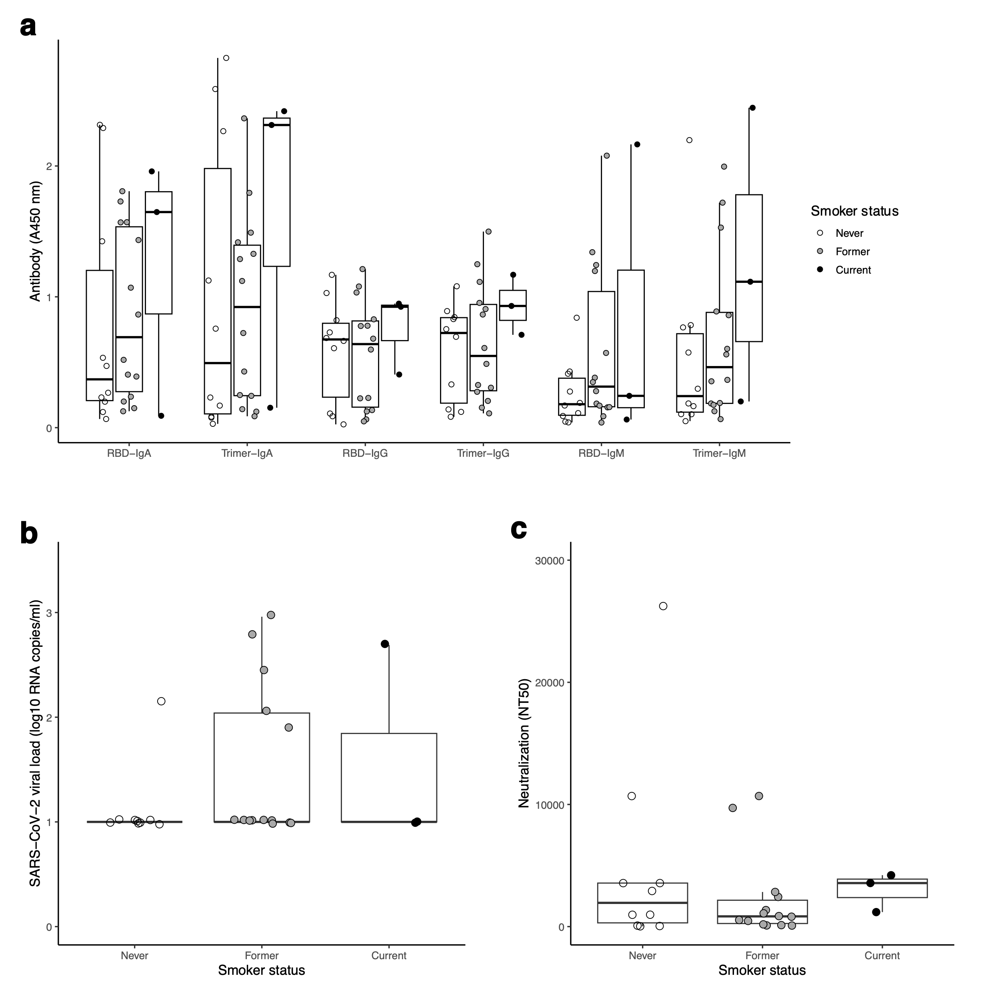 a
Antibody (A450 nm)
2
1
0
RBD−IgA
Trimer−IgA
RBD−IgG
Trimer−IgG
RBD−IgM
Trimer−IgM
Smoker status
Never
Former
Current
b
SARS−CoV−2 viral load (log10 RNA copies/ml)
3
2
1
0
Never
Former
Current
Smoker status
c
Neutralization (NT50)
30000
20000
10000
0
Never
Former
Current
Smoker status